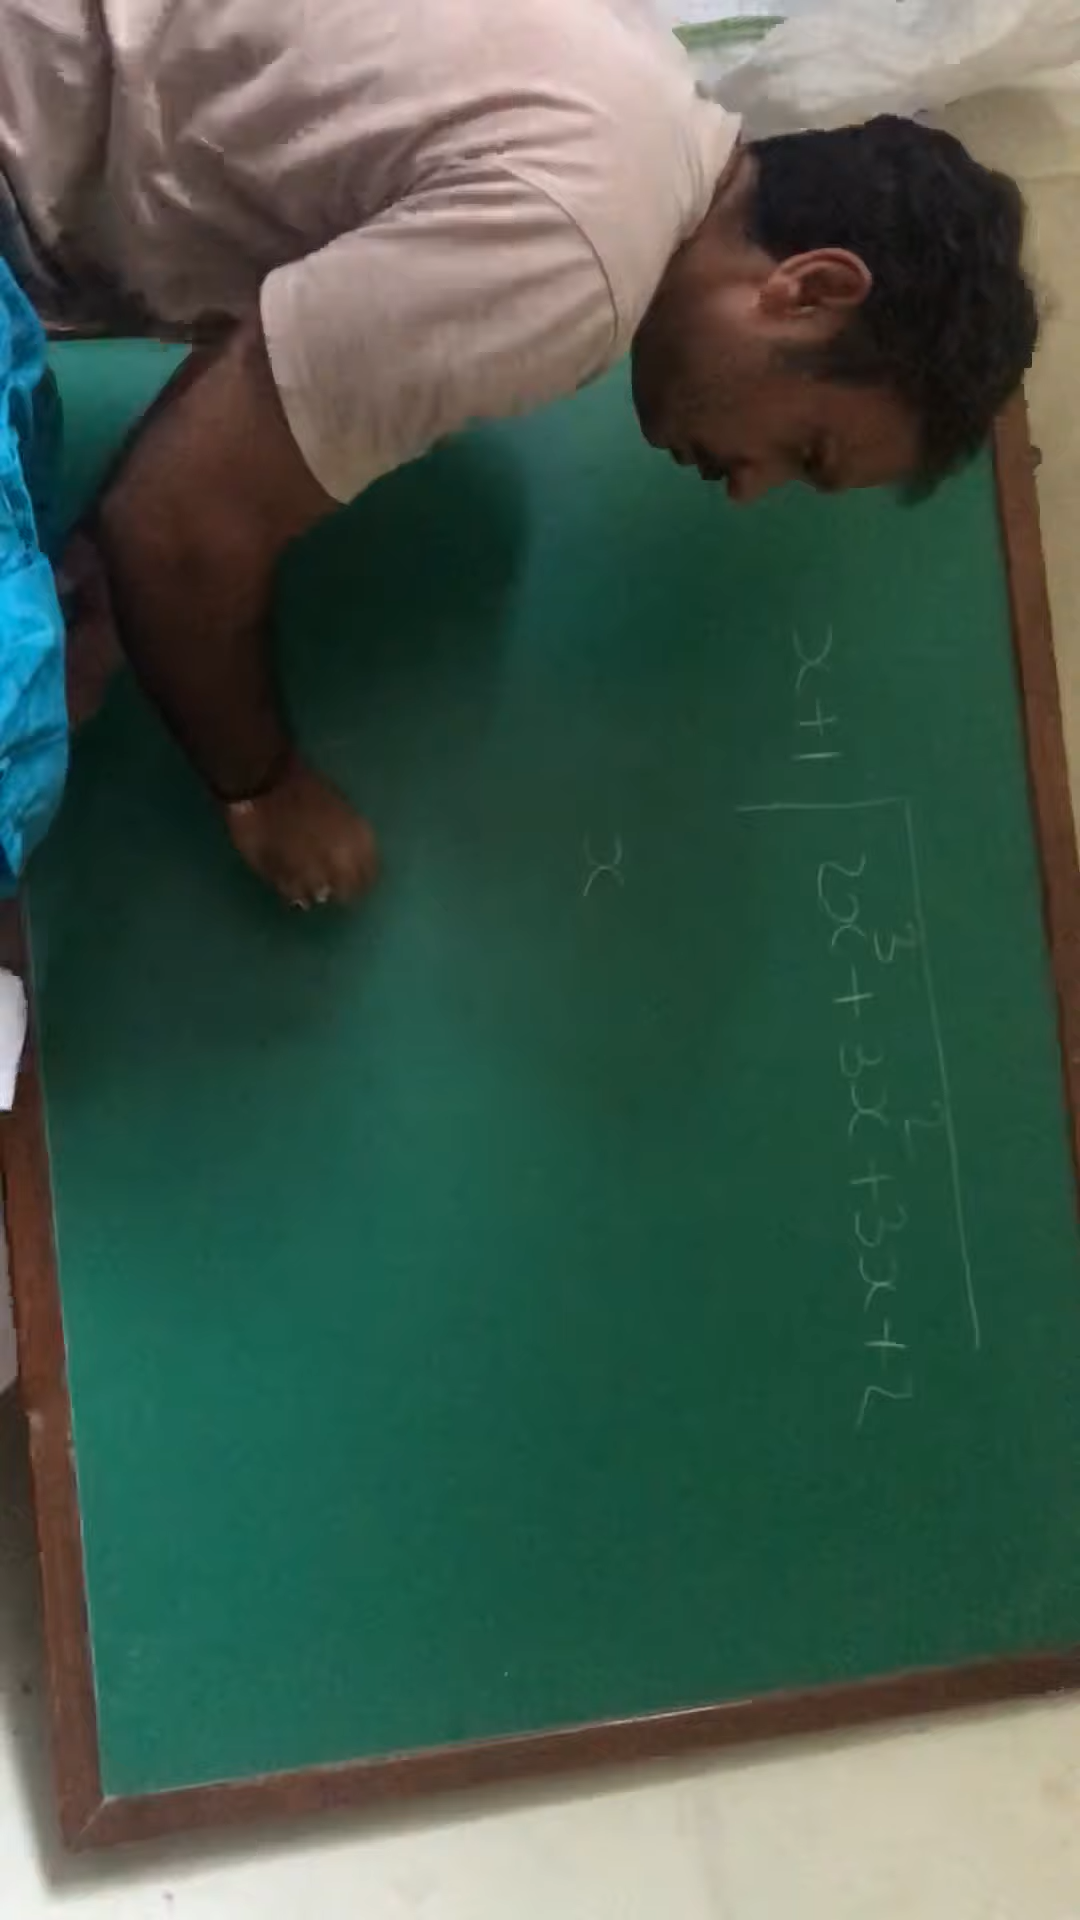 x+1 | 2x³ + 3x² + 3x + 2
x